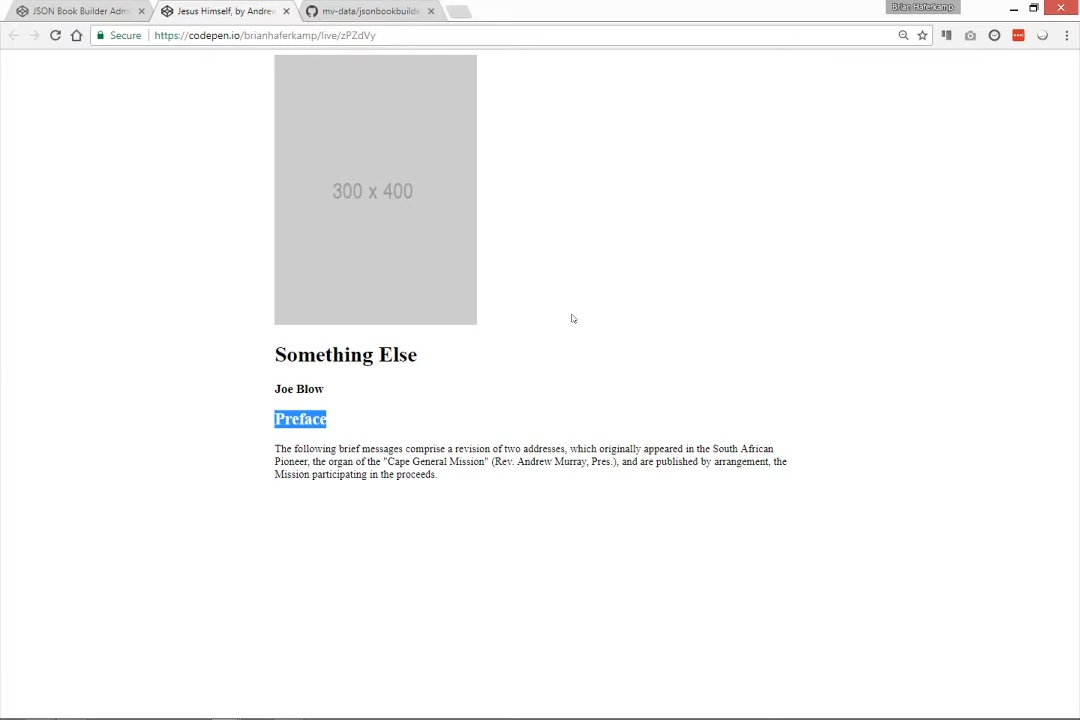 JSON Book Builder Adm
Jesus Himself, by Andrew
mv-data/jsonbookbuilde
Brian Haferkamp
Secure
https://codepen.io/brianhaferkamp/live/zPZdVy
300 x 400
Something Else
Joe Blow
Preface
The following brief messages comprise a revision of two addresses, which originally appeared in the South African
Pioneer, the organ of the "Cape General Mission" (Rev. Andrew Murray, Pres.), and are published by arrangement, the
Mission participating in the proceeds.